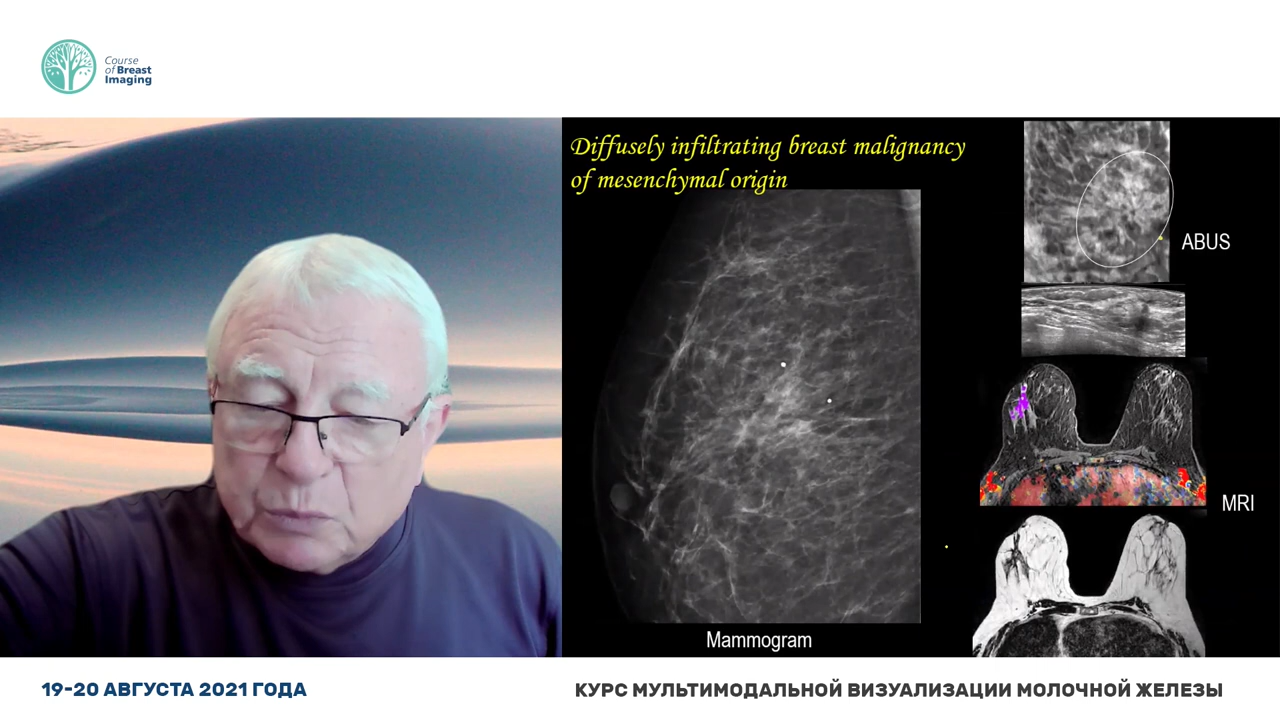 Course
of Breast
Imaging
Diffusely infiltrating breast malignancy
of mesenchymal origin
ABUS
MRI
Mammogram
19-20 АВГУСТА 2021 ГОДА
КУРС МУЛЬТИМОДАЛЬНОЙ ВИЗУАЛИЗАЦИИ МОЛОЧНОЙ ЖЕЛЕЗЫ